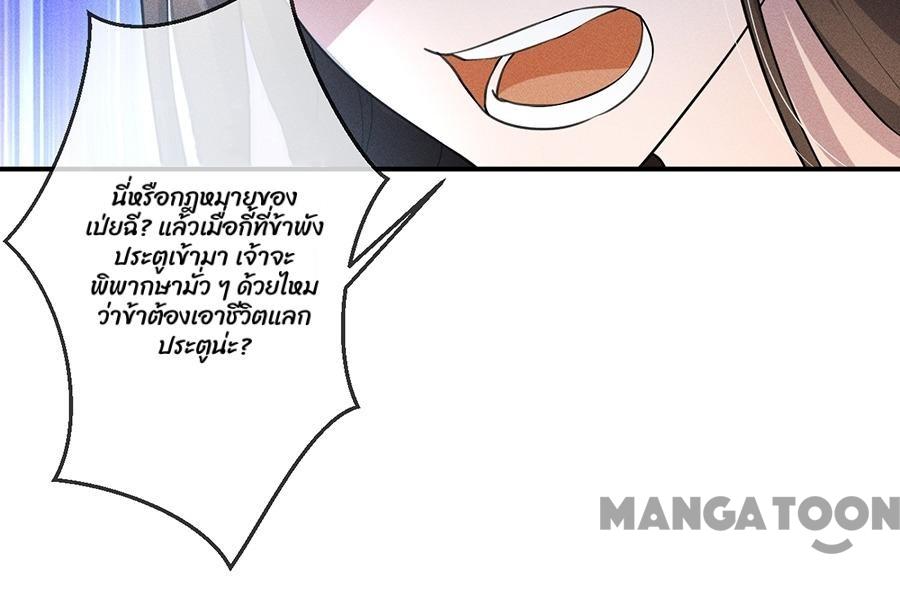 นี่หรือกฎหมายของ
เป่ยฉี? แล้วเมื่อกี้ที่ข้าพัง
ประตูเข้ามา เจ้าจะ
พิพากษามั่ว ๆ ด้วยไหม
ว่าข้าต้องเอาชีวิตแลก
ประตูน่ะ?
MANGATOON